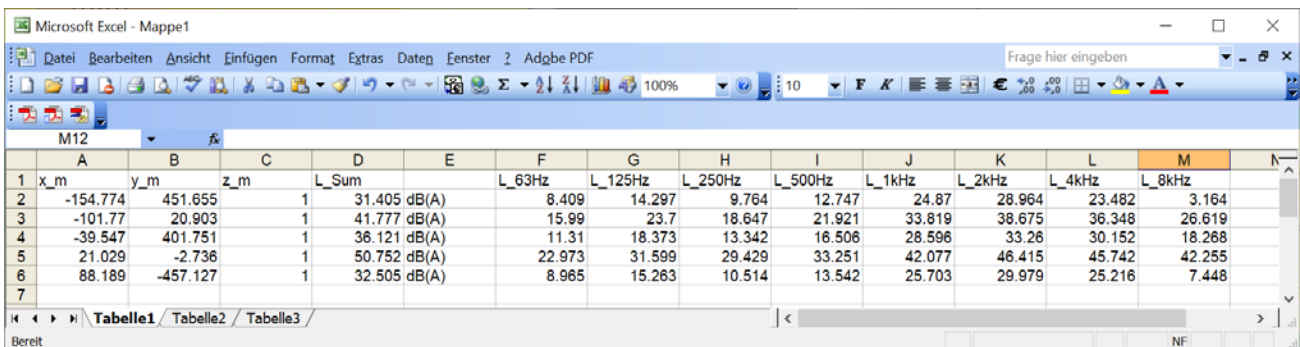 Microsoft Excel - Mappe1
Datei Bearbeiten Ansicht Einfügen Format Extras Daten Fenster ? Adobe PDF Frage hier eingeben
100% 10 F K
M12 fx
A B C D E F G H I J K L M N
1 x_m y_m z_m L_Sum L_63Hz L_125Hz L_250Hz L_500Hz L_1kHz L_2kHz L_4kHz L_8kHz
2 -154.774 451.655 1 31.405 dB(A) 8.409 14.297 9.764 12.747 24.87 28.964 23.482 3.164
3 -101.77 20.903 1 41.777 dB(A) 15.99 23.7 18.647 21.921 33.819 38.675 36.348 26.619
4 -39.547 401.751 1 36.121 dB(A) 11.31 18.373 13.342 16.506 28.596 33.26 30.152 18.268
5 21.029 -2.736 1 50.752 dB(A) 22.973 31.599 29.429 33.251 42.077 46.415 45.742 42.255
6 88.189 -457.127 1 32.505 dB(A) 8.965 15.263 10.514 13.542 25.703 29.979 25.216 7.448
7
Tabelle1 Tabelle2 Tabelle3
Bereit NF